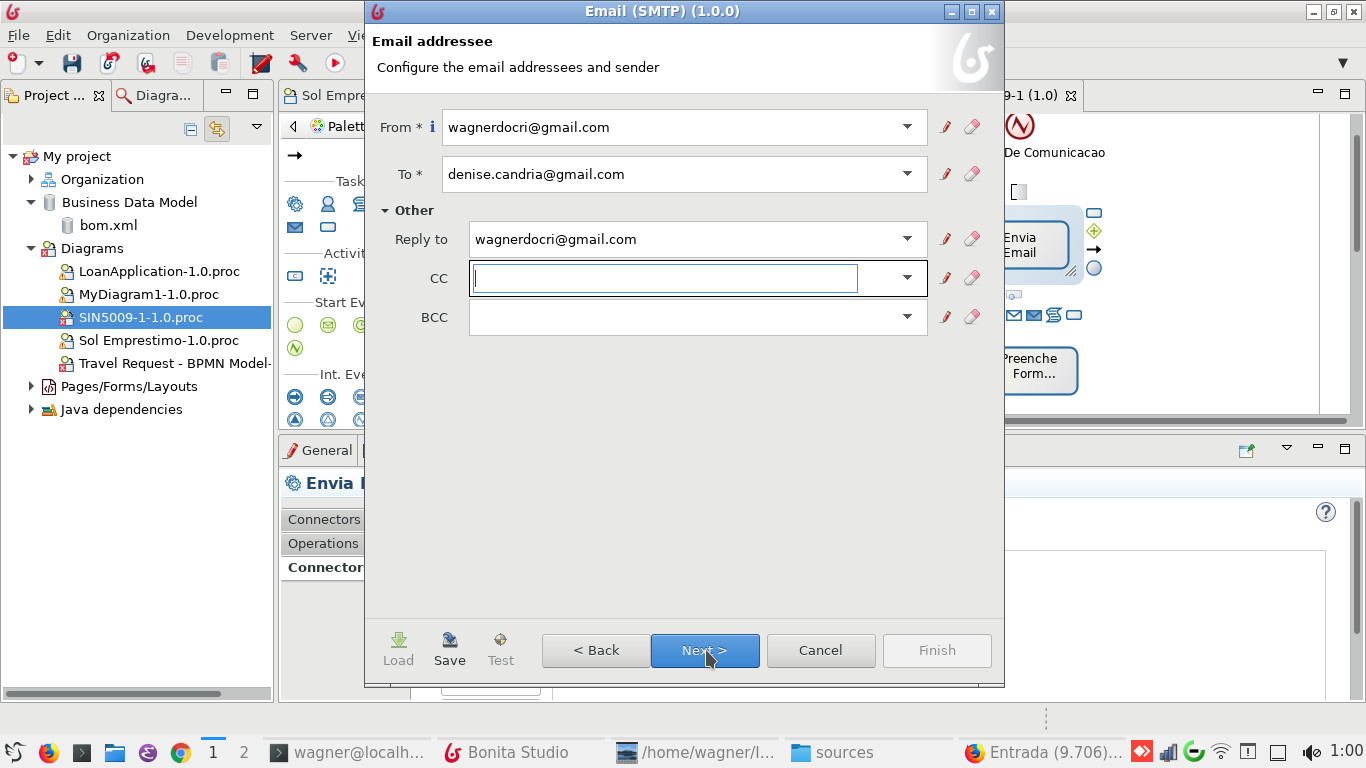 Email (SMTP) (1.0.0)
File Edit Organization Development Server
Email addressee
Configure the email addressees and sender
Project ...
Diagra...
Sol Empre
9-1 (1.0)
Palett
From *
wagnerdocri@gmail.com
To *
denise.candria@gmail.com
Other
Reply to
wagnerdocri@gmail.com
CC
BCC
My project
Organization
Business Data Model
bom.xml
Diagrams
LoanApplication-1.0.proc
MyDiagram1-1.0.proc
SIN5009-1-1.0.proc
Sol Emprestimo-1.0.proc
Travel Request - BPMN Model-
Pages/Forms/Layouts
Java dependencies
Task
Activit
Start Ev
Int. Eve
De Comunicacao
Envia
Email
Preenche
Form...
General
Envia
Connectors
Operations
Connector
Load
Save
Test
< Back
Next >
Cancel
Finish
1
2
wagner@localh...
Bonita Studio
/home/wagner/I...
sources
Entrada (9.706)...
1:00